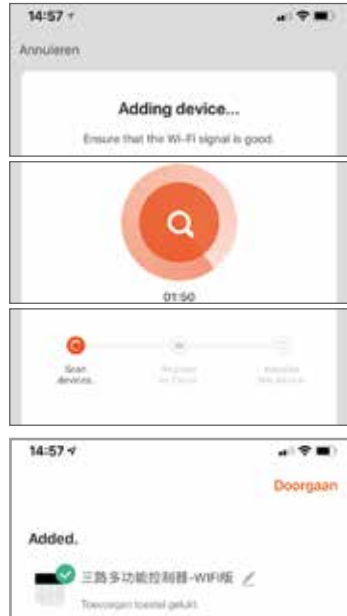 14:57
Annuleren
Adding device...
Ensure that the Wi-Fi signal is good.
01:50
Scan
devices.
14:57
Doorgaan
Added.
三路多功能控制器-WIFI版
Toevoegen toestel gelukt.